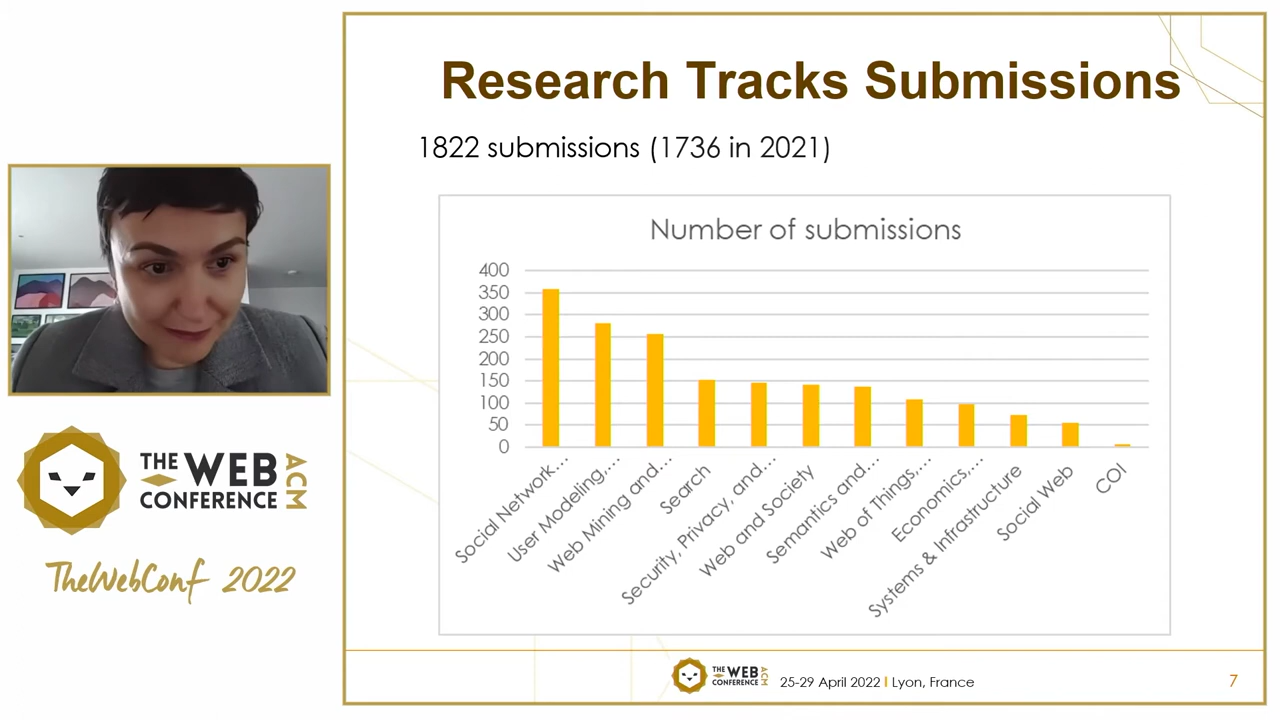 Research Tracks Submissions
1822 submissions (1736 in 2021)
Number of submissions
400
350
300
250
200
150
100
50
0
Social Network...
User Modeling,...
Web Mining and...
Search
Security, Privacy, and...
Web and Society
Semantics and...
Web of Things,...
Economics,...
Systems & Infrastructure
Social Web
COI
THE WEB
CONFERENCE
ACM
TheWebConf 2022
THE WEB
CONFERENCE
ACM
25-29 April 2022 | Lyon, France
7